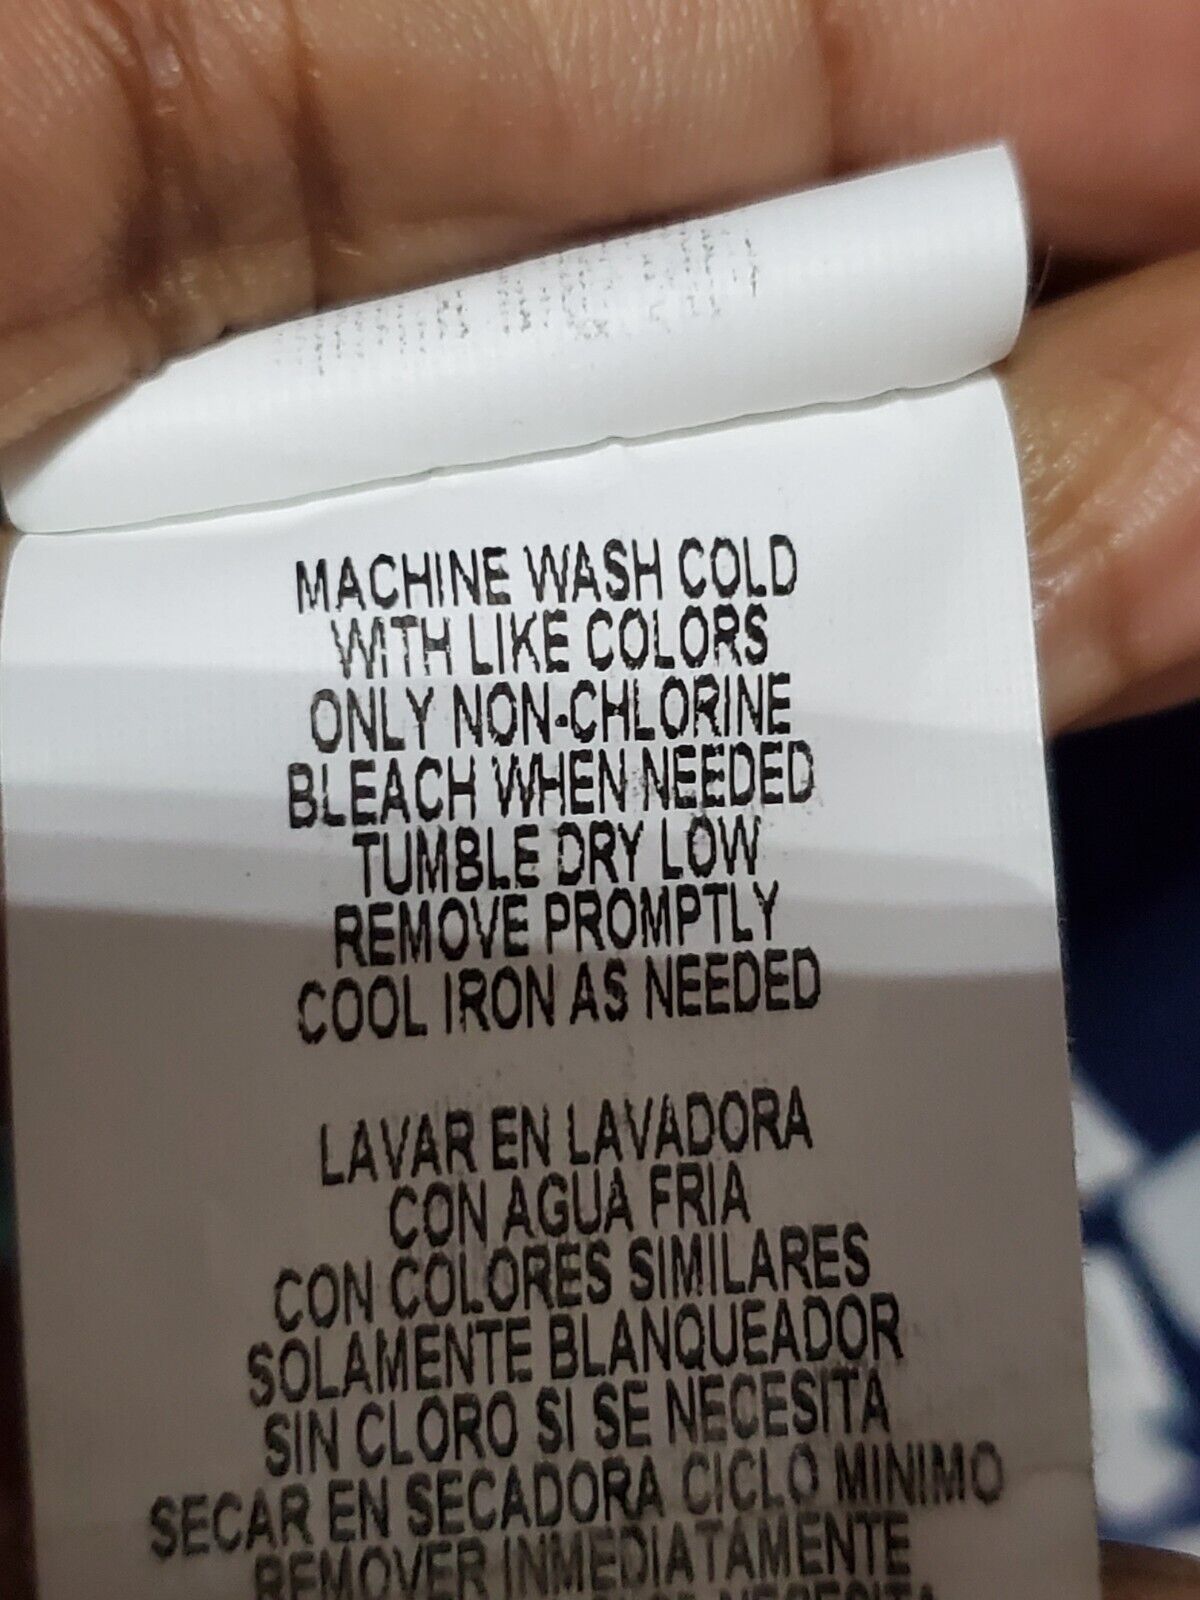 MACHINE WASH COLD
WITH LIKE COLORS
ONLY NON-CHLORINE
BLEACH WHEN NEEDED
TUMBLE DRY LOW
REMOVE PROMPTLY
COOL IRON AS NEEDED
LAVAR EN LAVADORA
CON AGUA FRIA
CON COLORES SIMILARES
SOLAMENTE BLANQUEADOR
SIN CLORO SI SE NECESITA
SECAR EN SECADORA CICLO MINIMO
REMOVER INMEDIATAMENTE
NECESITA